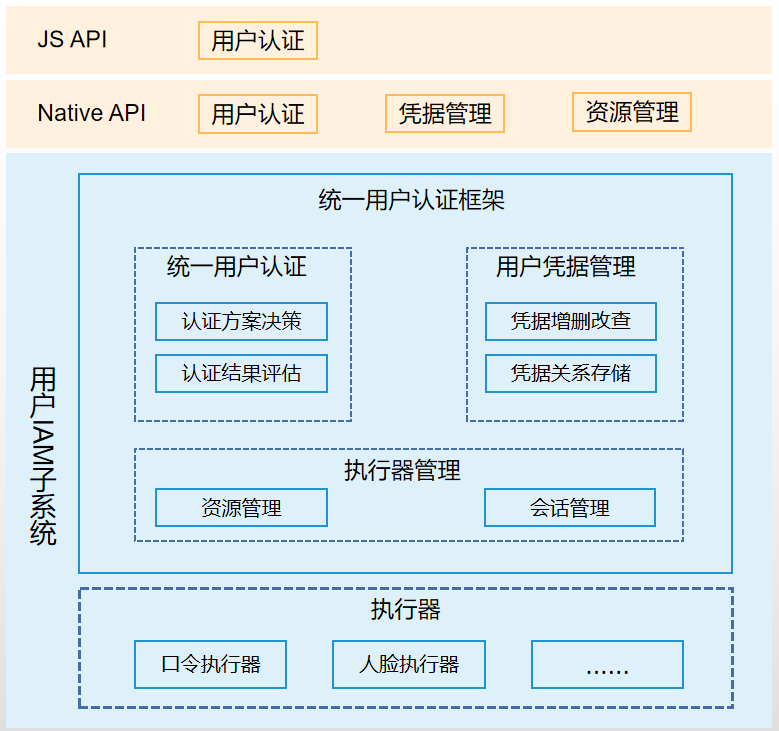 JS API
用户认证
Native API
用户认证
凭据管理
资源管理
用户IAM子系统
统一用户认证框架
统一用户认证
认证方案决策
认证结果评估
用户凭据管理
凭据增删改查
凭据关系存储
执行器管理
资源管理
会话管理
执行器
口令执行器
人脸执行器
......